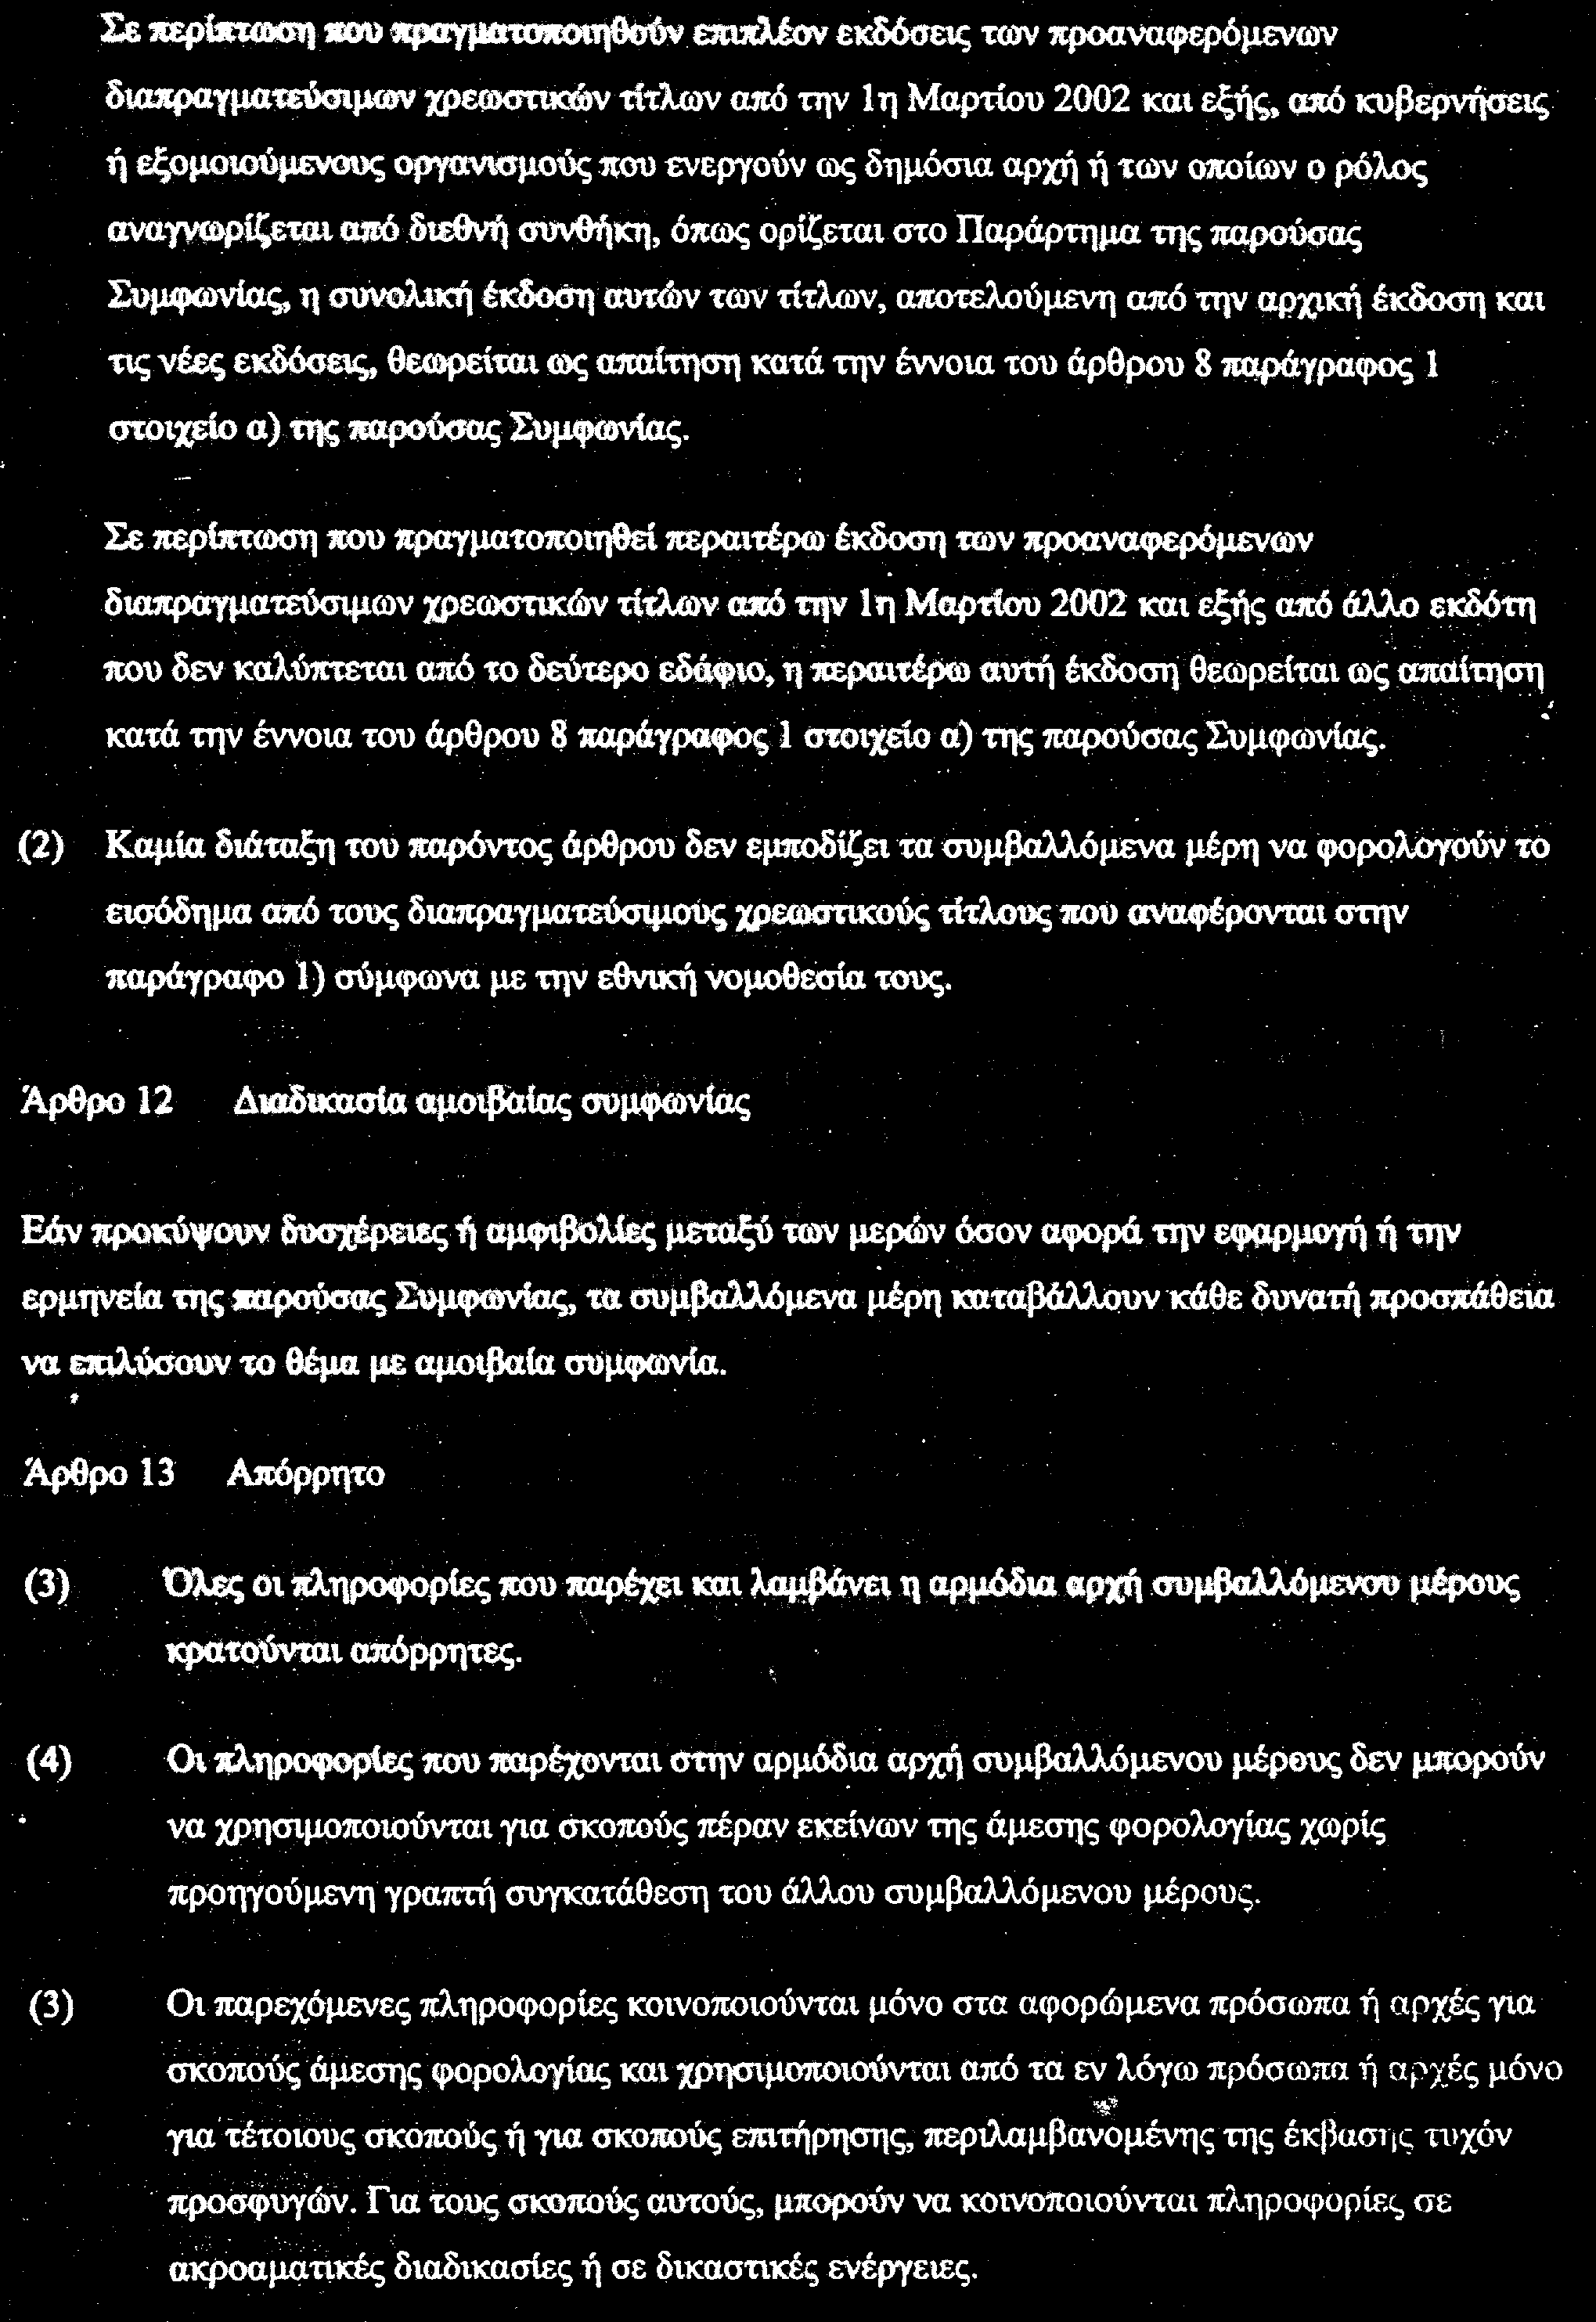 Σε περίπτωση που πραγματοποιηθούν επιπλέον εκδόσεις των προαναφερόμενων
διαπραγματεύσιμων χρεωστικών τίτλων από την 1η Μαρτίου 2002 και εξής, από κυβερνήσεις
ή εξομοιούμενους οργανισμούς που ενεργούν ως δημόσια αρχή ή των οποίων ο ρόλος
αναγνωρίζεται από διεθνή συνθήκη, όπως ορίζεται στο Παράρτημα της παρούσας
Συμφωνίας, η συνολική έκδοση αυτών των τίτλων, αποτελούμενη από την αρχική έκδοση και
τις νέες εκδόσεις, θεωρείται ως απαίτηση κατά την έννοια του άρθρου 8 παράγραφος 1
στοιχείο α) της παρούσας Συμφωνίας.
Σε περίπτωση που πραγματοποιηθεί περαιτέρω έκδοση των προαναφερόμενων
διαπραγματεύσιμων χρεωστικών τίτλων από την 1η Μαρτίου 2002 και εξής από άλλο εκδότη
που δεν καλύπτεται από το δεύτερο εδάφιο, η περαιτέρω αυτή έκδοση θεωρείται ως απαίτηση
κατά την έννοια του άρθρου 8 παράγραφος 1 στοιχείο α) της παρούσας Συμφωνίας.
(2) Καμία διάταξη του παρόντος άρθρου δεν εμποδίζει τα συμβαλλόμενα μέρη να φορολογούν το
εισόδημα από τους διαπραγματεύσιμους χρεωστικούς τίτλους που αναφέρονται στην
παράγραφο 1) σύμφωνα με την εθνική νομοθεσία τους.
Άρθρο 12 Διαδικασία αμοιβαίας συμφωνίας
Εάν προκύψουν δυσχέρειες ή αμφιβολίες μεταξύ των μερών όσον αφορά την εφαρμογή ή την
ερμηνεία της παρούσας Συμφωνίας, τα συμβαλλόμενα μέρη καταβάλλουν κάθε δυνατή προσπάθεια
να επιλύσουν το θέμα με αμοιβαία συμφωνία.
Άρθρο 13 Απόρρητο
(3) Όλες οι πληροφορίες που παρέχει και λαμβάνει η αρμόδια αρχή συμβαλλόμενου μέρους
κρατούνται απόρρητες.
(4) Οι πληροφορίες που παρέχονται στην αρμόδια αρχή συμβαλλόμενου μέρους δεν μπορούν
να χρησιμοποιούνται για σκοπούς πέραν εκείνων της άμεσης φορολογίας χωρίς
προηγούμενη γραπτή συγκατάθεση του άλλου συμβαλλόμενου μέρους.
(3) Οι παρεχόμενες πληροφορίες κοινοποιούνται μόνο στα αφορώμενα πρόσωπα ή αρχές για
σκοπούς άμεσης φορολογίας και χρησιμοποιούνται από τα εν λόγω πρόσωπα ή αρχές μόνο
για τέτοιους σκοπούς ή για σκοπούς επιτήρησης, περιλαμβανομένης της έκβασης τυχόν
προσφυγών. Για τους σκοπούς αυτούς, μπορούν να κοινοποιούνται πληροφορίες σε
ακροαματικές διαδικασίες ή σε δικαστικές ενέργειες.